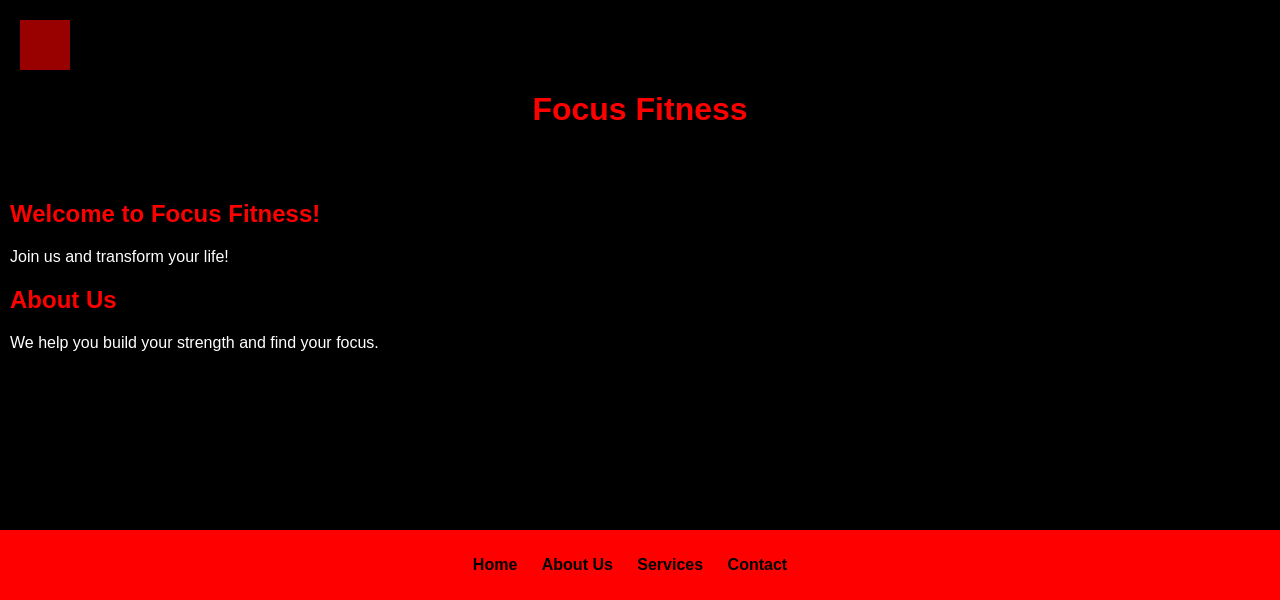 Focus Fitness
Welcome to Focus Fitness!
Join us and transform your life!
About Us
We help you build your strength and find your focus.
Home About Us Services Contact